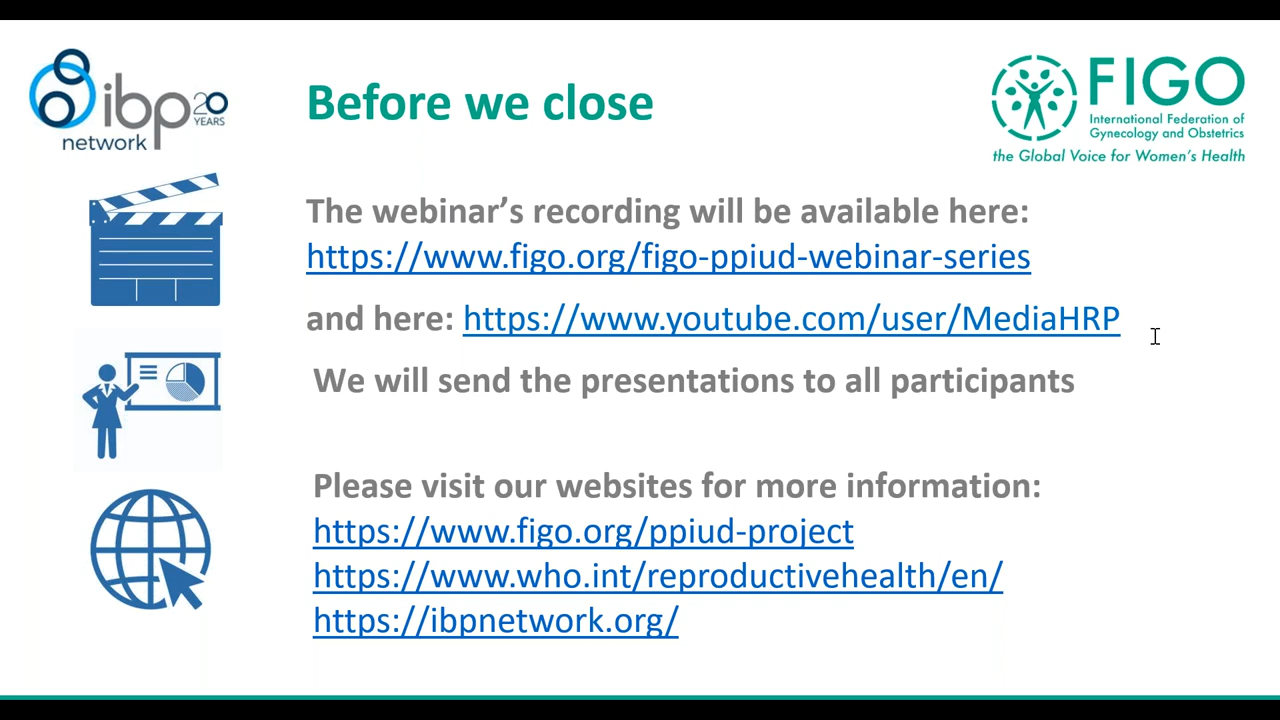 ibp 20
YEARS
network
Before we close
FIGO
International Federation of
Gynecology and Obstetrics
the Global Voice for Women's Health
The webinar's recording will be available here:
https://www.figo.org/figo-ppiud-webinar-series
and here: https://www.youtube.com/user/MediaHRP
We will send the presentations to all participants
Please visit our websites for more information:
https://www.figo.org/ppiud-project
https://www.who.int/reproductivehealth/en/
https://ibpnetwork.org/